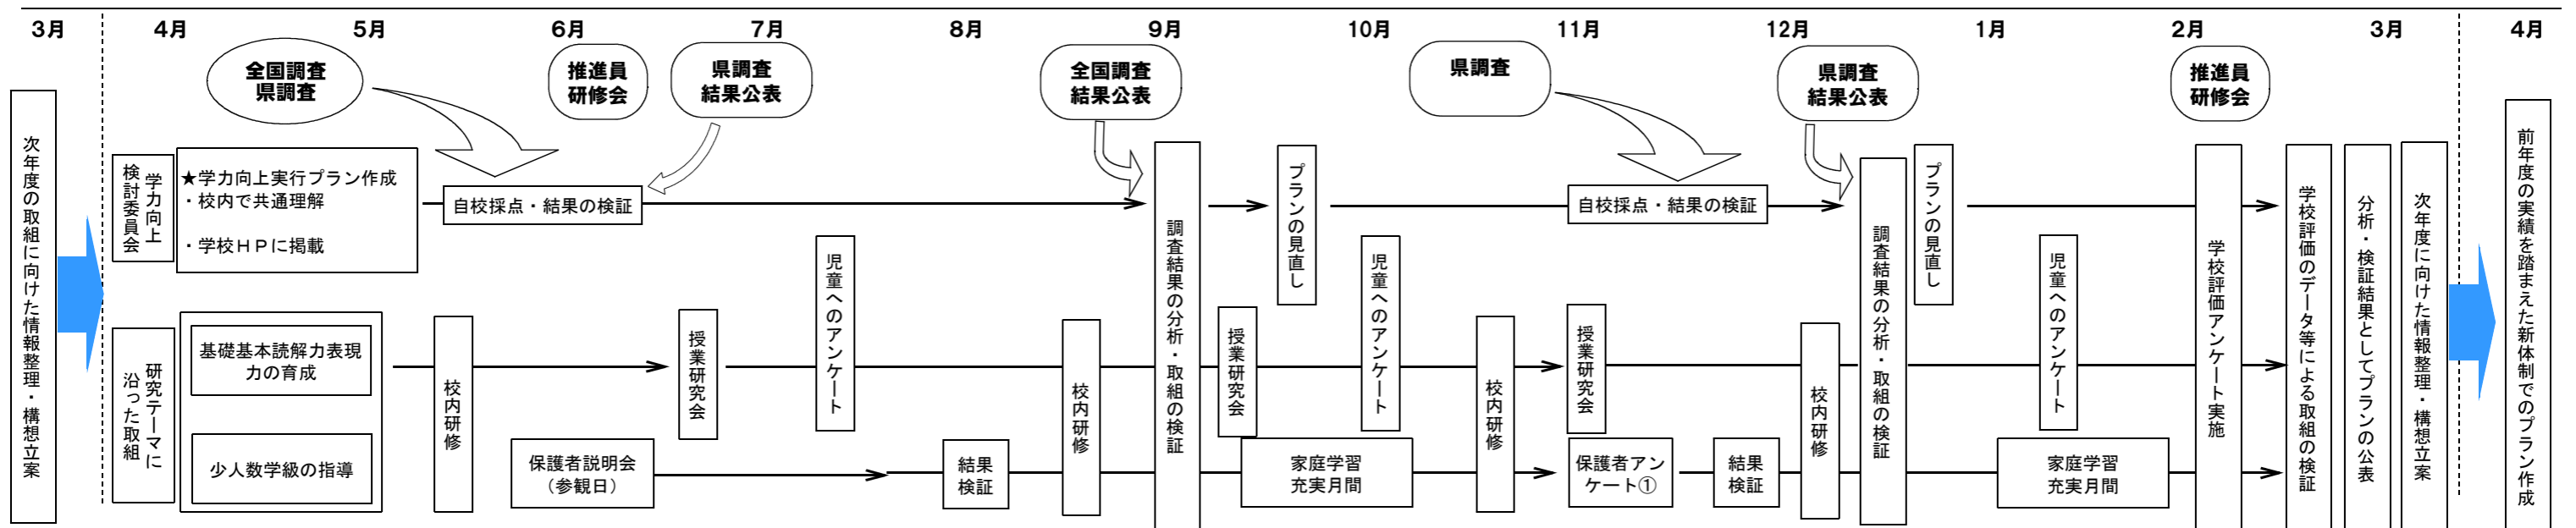 3月
4月
5月
6月
7月
8月
9月
10月
11月
12月
1月
2月
3月
4月
全国調査
県調査
推進員
研修会
県調査
結果公表
全国調査
結果公表
県調査
県調査
結果公表
推進員
研修会
次年度の取組に向けた情報整理・構想立案
学力向上
検討委員会
★学力向上実行プラン作成
・校内で共通理解
・学校HPに掲載
自校採点・結果の検証
調査結果の分析・取組の検証
プランの見直し
自校採点・結果の検証
調査結果の分析・取組の検証
プランの見直し
学校評価アンケート実施
学校評価のデータ等による取組の検証
分析・検証結果としてプランの公表
次年度に向けた情報整理・構想立案
前年度の実績を踏まえた新体制でのプラン作成
研究テーマに
沿った取組
基礎基本読解力表現
力の育成
少人数学級の指導
校内研修
授業研究会
児童へのアンケート
校内研修
授業研究会
児童へのアンケート
校内研修
授業研究会
校内研修
児童へのアンケート
保護者説明会
（参観日）
結果
検証
家庭学習
充実月間
保護者アン
ケート①
結果
検証
家庭学習
充実月間